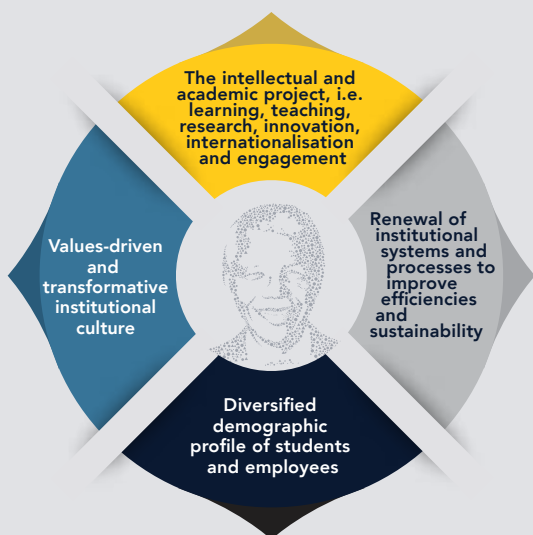 The intellectual and
academic project, i.e.
learning, teaching,
research, innovation,
internationalisation
and engagement
Values-driven
and
transformative
institutional
culture
Renewal of
institutional
systems and
processes to
improve
efficiencies
and
sustainability
Diversified
demographic
profile of students
and employees